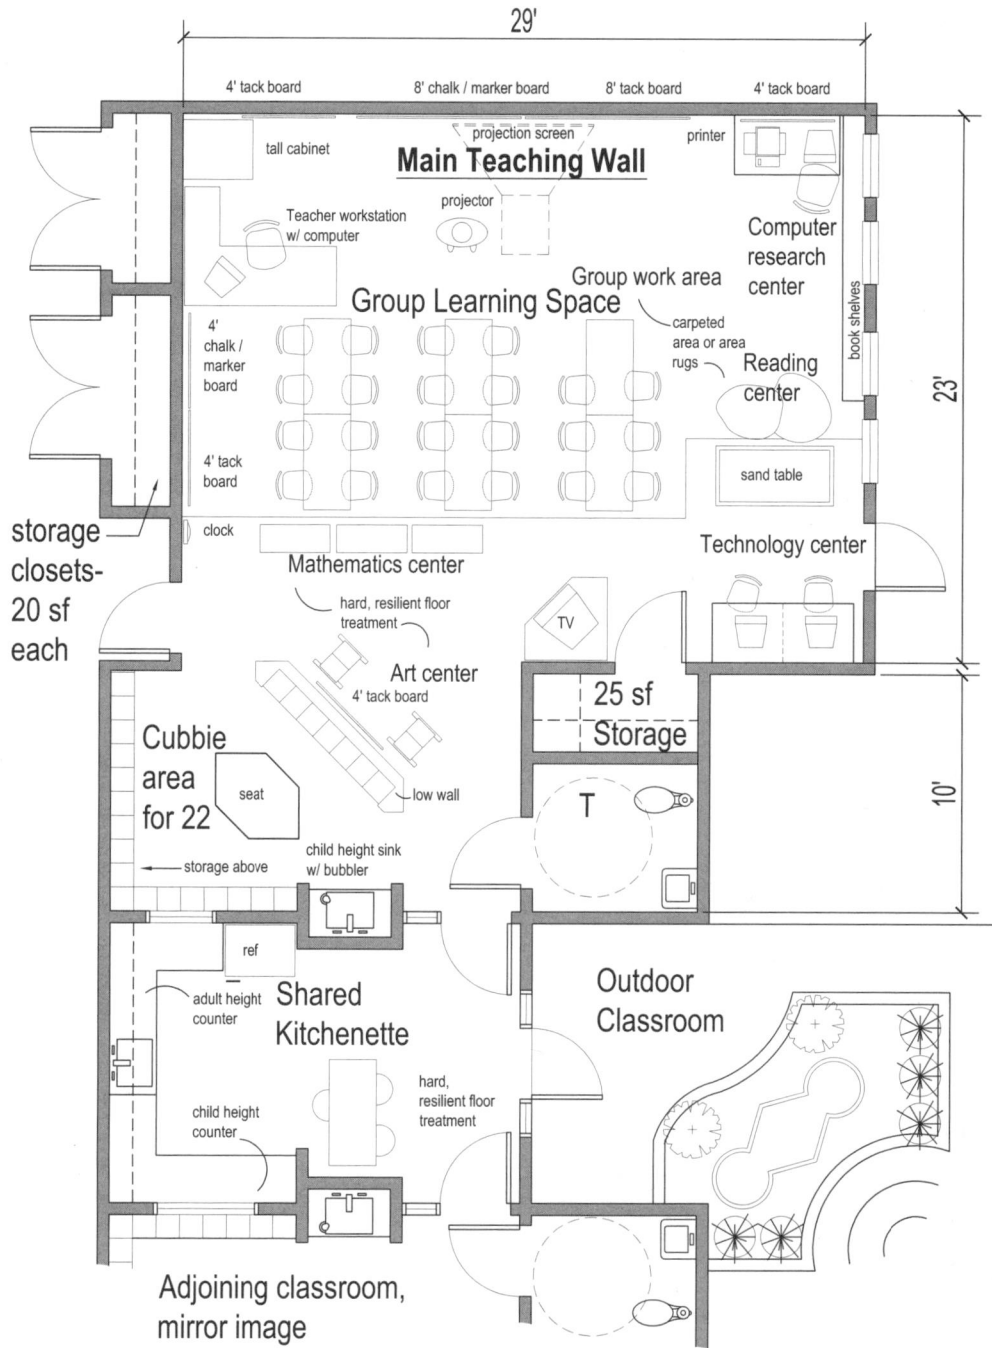 29'
4' tack board
8' chalk / marker board
8' tack board
4' tack board
projection screen
printer
tall cabinet
Main Teaching Wall
projector
Teacher workstation
w/ computer
Computer
research
center
Group work area
Group Learning Space
carpeted
area or area
rugs
book shelves
4'
chalk /
marker
board
Reading
center
23'
4' tack
board
sand table
clock
storage
closets-
20 sf
each
Technology center
Mathematics center
hard, resilient floor
treatment
TV
Art center
4' tack board
25 sf
Storage
Cubbie
area
for 22
seat
low wall
T
10'
child height sink
w/ bubbler
storage above
ref
adult height
counter
Shared
Kitchenette
Outdoor
Classroom
hard,
resilient floor
treatment
child height
counter
Adjoining classroom,
mirror image